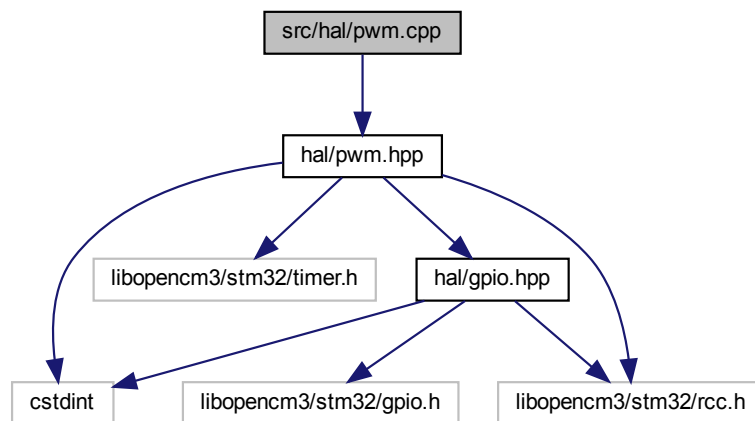 src/hal/pwm.cpp
hal/pwm.hpp
libopencm3/stm32/timer.h
hal/gpio.hpp
cstdint
libopencm3/stm32/gpio.h
libopencm3/stm32/rcc.h